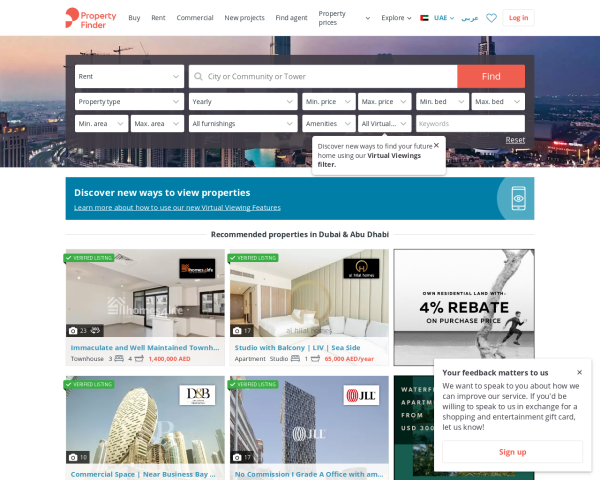 Property Finder
Buy Rent Commercial New projects Find agent Property prices Explore UAE عربي Log in
Rent City or Community or Tower Find
Property type Yearly Min. price Max. price Min. bed Max. bed
Min. area Max. area All furnishings Amenities All Virtual... Keywords
Reset
Discover new ways to find your future
home using our Virtual Viewings
filter.
Discover new ways to view properties
Learn more about how to use our new Virtual Viewing Features
Recommended properties in Dubai & Abu Dhabi
VERIFIED LISTING
homes4life
23
Immaculate and Well Maintained Townh...
Townhouse 3 4 1,400,000 AED
VERIFIED LISTING
al hilal homes
17
Studio with Balcony | LIV | Sea Side
Apartment Studio 1 65,000 AED/year
OWN RESIDENTIAL LAND WITH:
4% REBATE
ON PURCHASE PRICE
VERIFIED LISTING
D&B
10
Commercial Space | Near Business Bay ...
VERIFIED LISTING
JLL
JLL
17
No Commission I Grade A Office with am...
WATERF
APARTM
FROM
USD 300
Your feedback matters to us
We want to speak to you about how we
can improve our service. If you'd be
willing to speak to us in exchange for a
shopping and entertainment gift card,
let us know!
Sign up